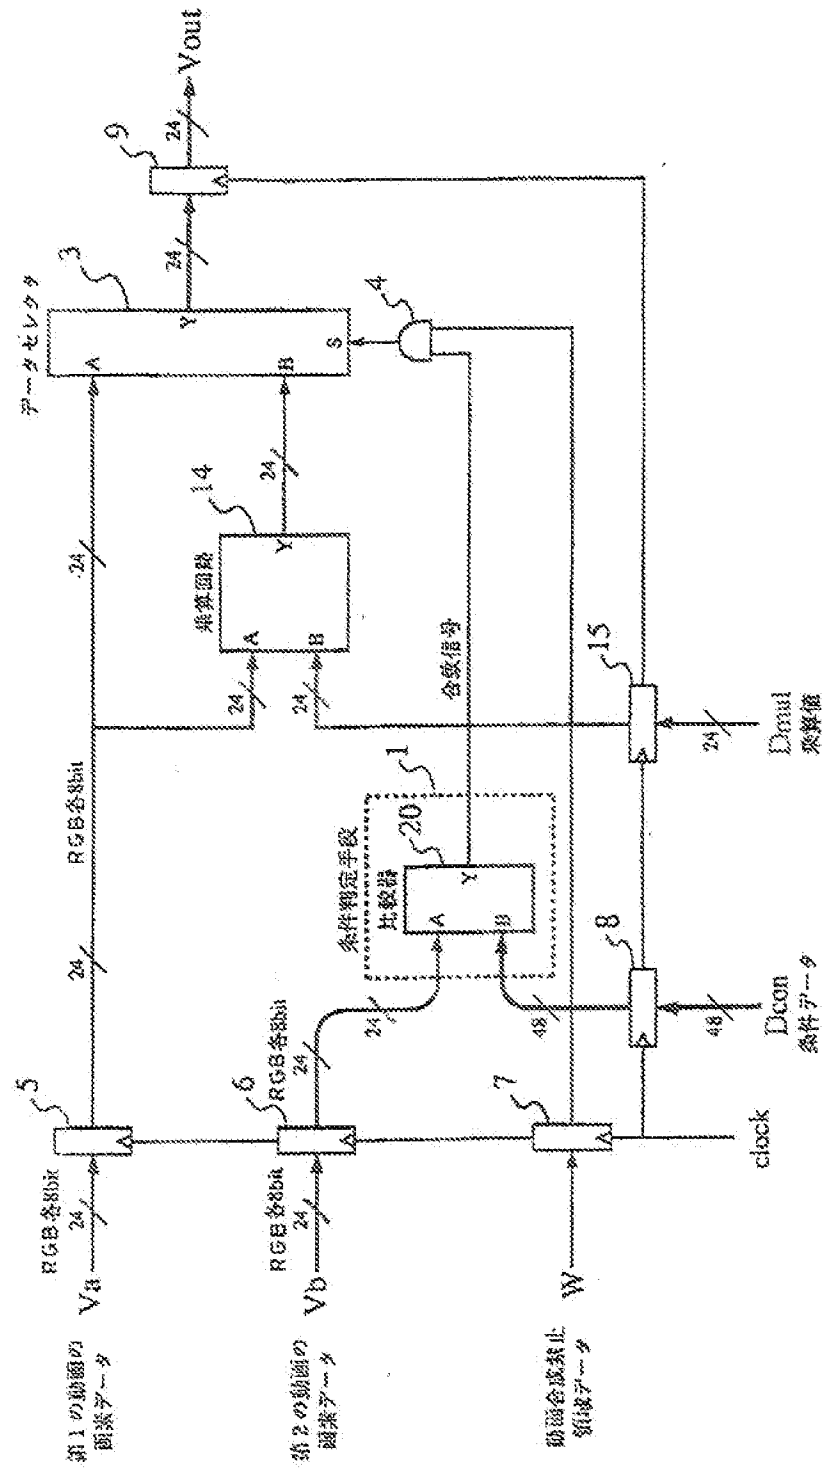 第1の動画の
画素データ
Va
RGB各8bit
24
5
24
RGB各8bit
24
24
A
データセレクタ
3
Y
24
9
24
Vout
第2の動画の
画素データ
Vb
RGB各8bit
24
6
RGB各8bit
24
24
条件判定手段
1
比較器
20
A
B
Y
48
合致信号
乗算回路
14
24
A
24
B
Y
24
B
S
4
動画合成禁止
領域データ
W
7
clock
8
48
Dcon
条件データ
15
24
Dmul
乗算値